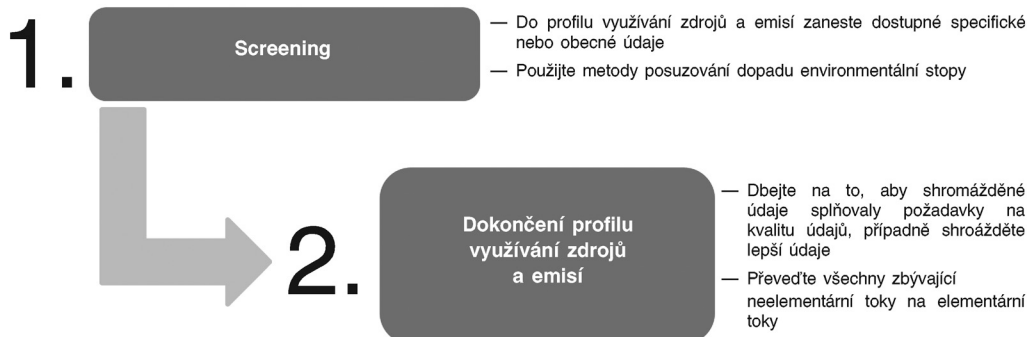 1.
Screening
— Do profilu využívání zdrojů a emisí zaneste dostupné specifické
nebo obecné údaje
— Použijte metody posuzování dopadu environmentální stopy
2.
Dokončení profilu
využívání zdrojů
a emisí
— Dbejte na to, aby shromážděné
údaje splňovaly požadavky na
kvalitu údajů, případně shroážděte
lepší údaje
— Převeďte všechny zbývající
neelementární toky na elementární
toky